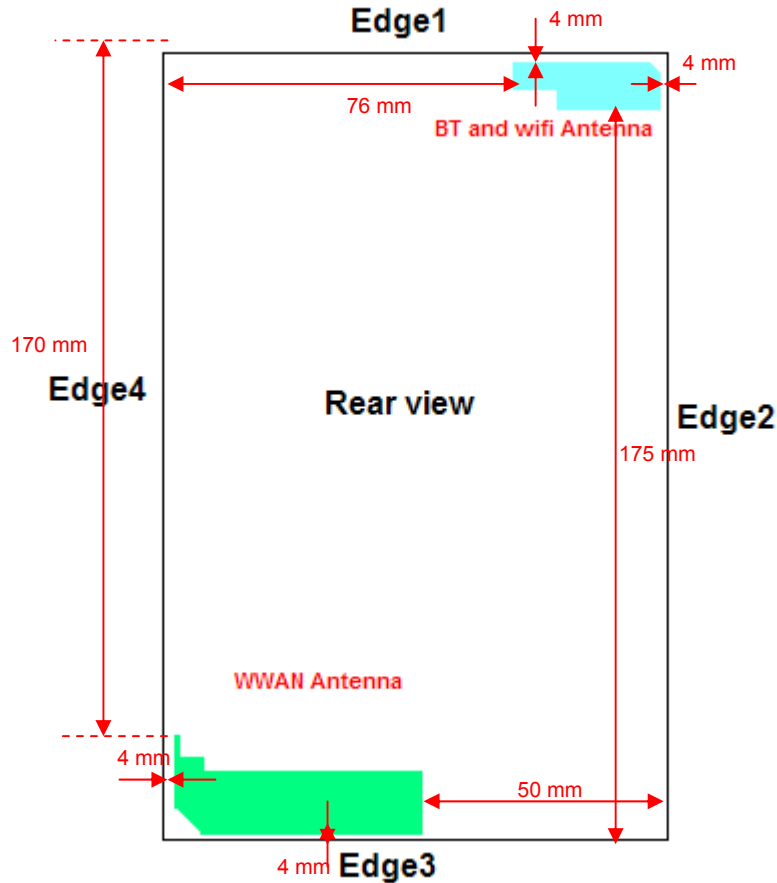 Edge1
4 mm
4 mm
76 mm
BT and wifi Antenna
170 mm
Edge4
Rear view
Edge2
175 mm
WWAN Antenna
4 mm
50 mm
4 mm
Edge3